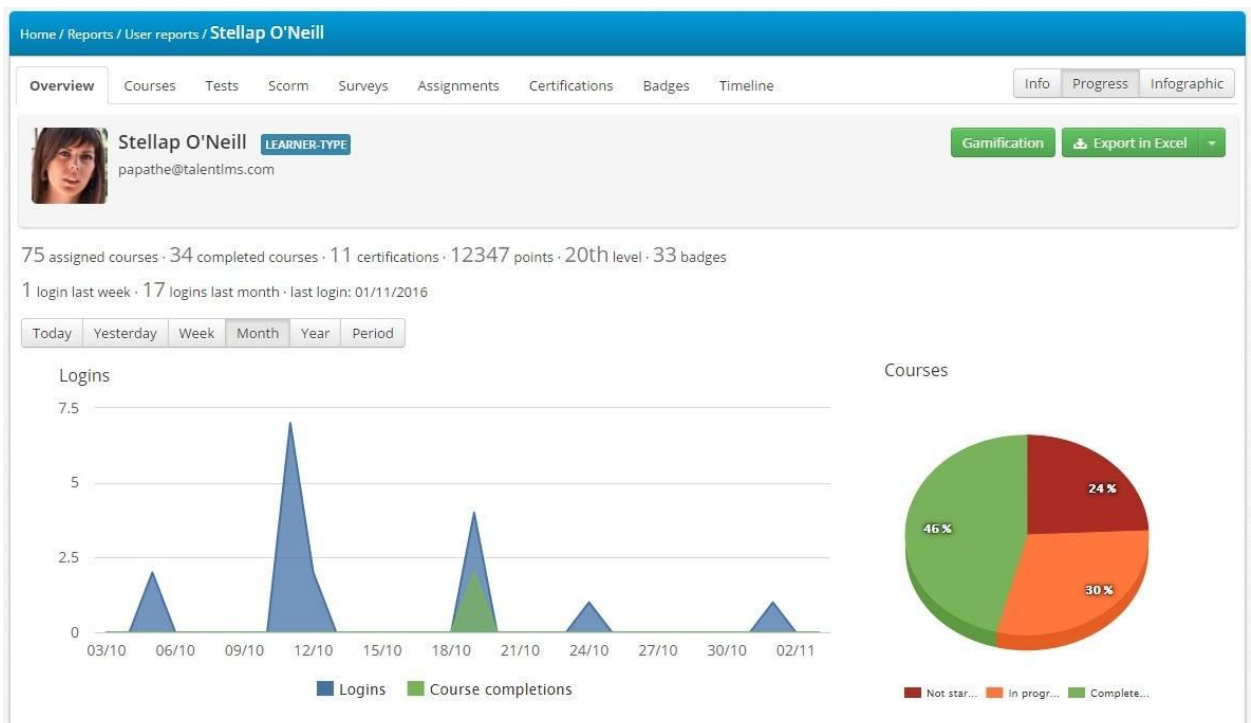 Home / Reports / User reports / Stellap O'Neill
Overview Courses Tests Scorm Surveys Assignments Certifications Badges Timeline Info Progress Infographic
Stellap O'Neill LEARNER-TYPE
papathe@talentlms.com
Gamification Export in Excel
75 assigned courses · 34 completed courses · 11 certifications · 12347 points · 20th level · 33 badges
1 login last week · 17 logins last month · last login: 01/11/2016
Today Yesterday Week Month Year Period
Logins
7.5
5
2.5
0
03/10 06/10 09/10 12/10 15/10 18/10 21/10 24/10 27/10 30/10 02/11
Logins Course completions
Courses
24 %
46 %
30 %
Not star... In progr... Complete...